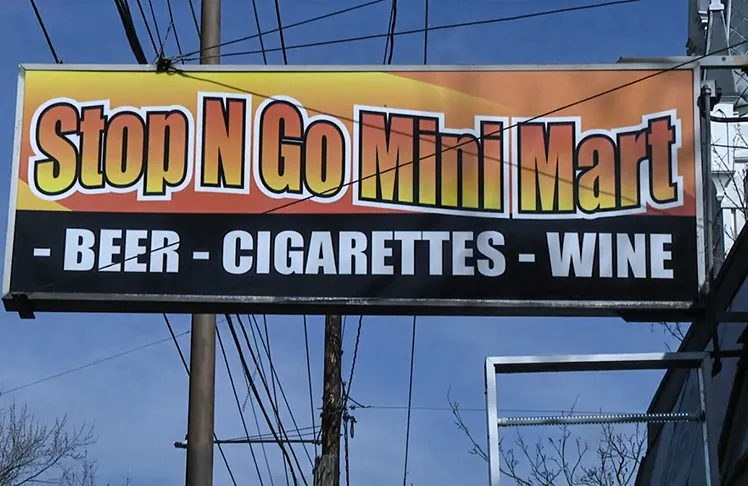 Stop N Go Mini Mart
- BEER - CIGARETTES - WINE